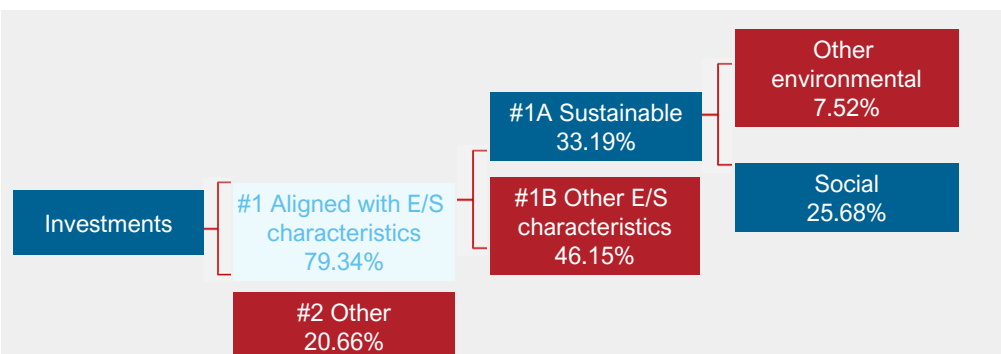 Investments
#1 Aligned with E/S
characteristics
79.34%
#2 Other
20.66%
#1A Sustainable
33.19%
#1B Other E/S
characteristics
46.15%
Other
environmental
7.52%
Social
25.68%